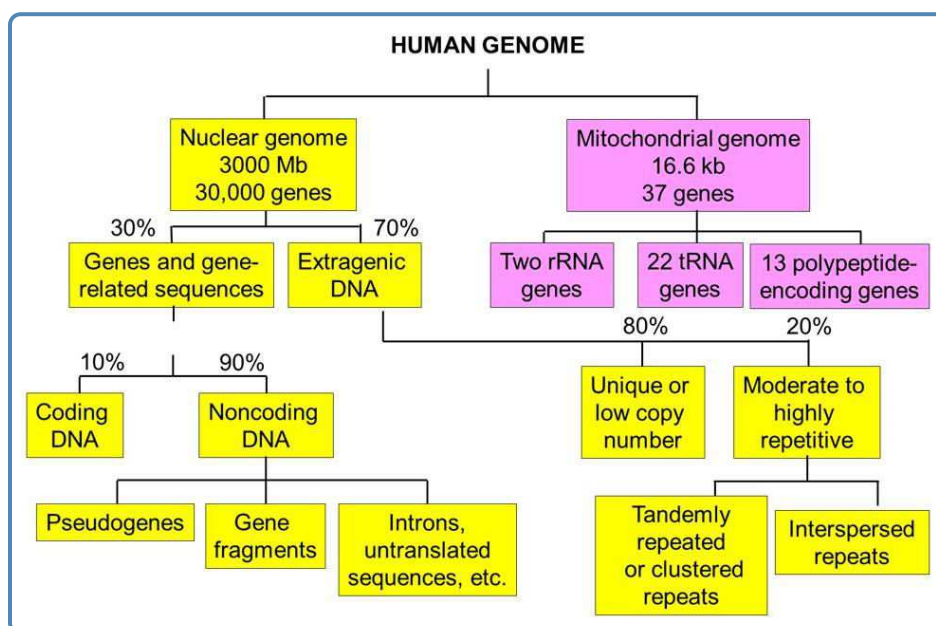 HUMAN GENOME
Nuclear genome
3000 Mb
30,000 genes
Mitochondrial genome
16.6 kb
37 genes
30%
70%
Genes and gene-
related sequences
Extragenic
DNA
Two rRNA
genes
22 tRNA
genes
13 polypeptide-
encoding genes
80%
20%
10%
90%
Coding
DNA
Noncoding
DNA
Unique or
low copy
number
Moderate to
highly
repetitive
Pseudogenes
Gene
fragments
Introns,
untranslated
sequences, etc.
Tandemly
repeated
or clustered
repeats
Interspersed
repeats